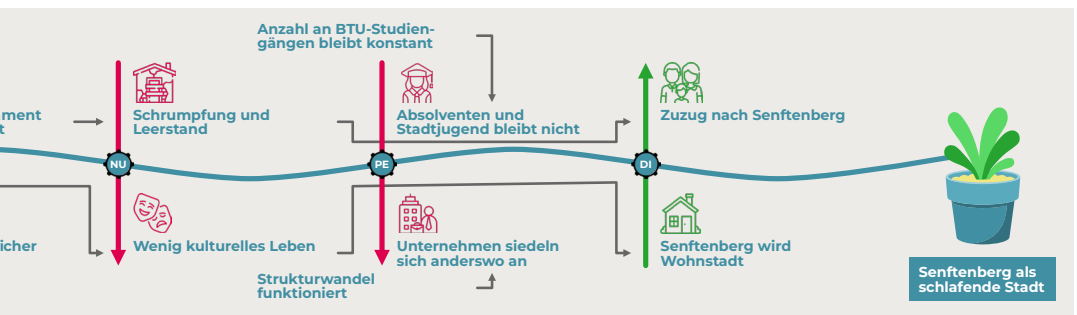 Anzahl an BTU-Studien-
gängen bleibt konstant
ment
t
Schrumpfung und
Leerstand
Absolventen und
Stadtjugend bleibt nicht
Zuzug nach Senftenberg
NU
PE
DI
icher
Wenig kulturelles Leben
Unternehmen siedeln
sich anderswo an
Senftenberg wird
Wohnstadt
Strukturwandel
funktioniert
Senftenberg als
schlafende Stadt